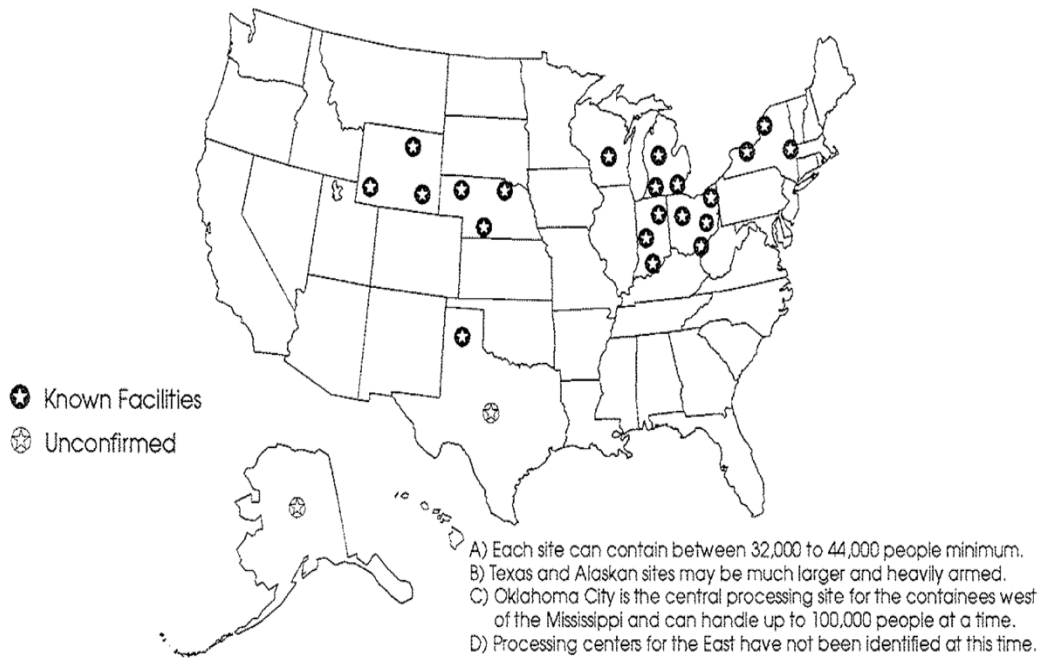 Known Facilities
Unconfirmed
A) Each site can contain between 32,000 to 44,000 people minimum.
B) Texas and Alaskan sites may be much larger and heavily armed.
C) Oklahoma City is the central processing site for the containees west
of the Mississippi and can handle up to 100,000 people at a time.
D) Processing centers for the East have not been identified at this time.